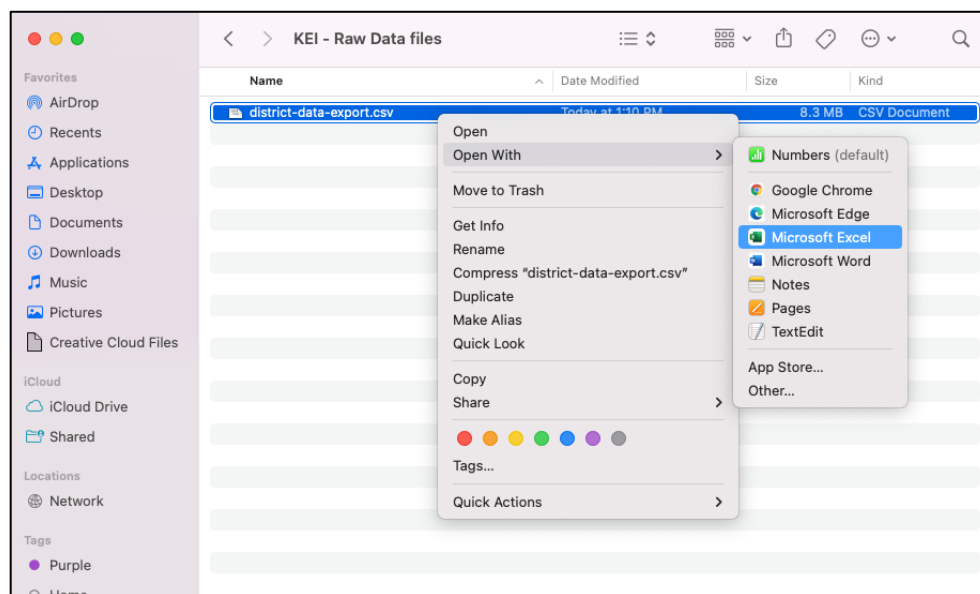 KEI - Raw Data files
Favorites
AirDrop
Recents
Applications
Desktop
Documents
Downloads
Music
Pictures
Creative Cloud Files
iCloud
iCloud Drive
Shared
Locations
Network
Tags
Purple
Home
Name Date Modified Size Kind
district-data-export.csv Today at 1:10 PM 8.3 MB CSV Document
Open
Open With
Move to Trash
Get Info
Rename
Compress “district-data-export.csv”
Duplicate
Make Alias
Quick Look
Copy
Share
Tags...
Quick Actions
Numbers (default)
Google Chrome
Microsoft Edge
Microsoft Excel
Microsoft Word
Notes
Pages
TextEdit
App Store...
Other...